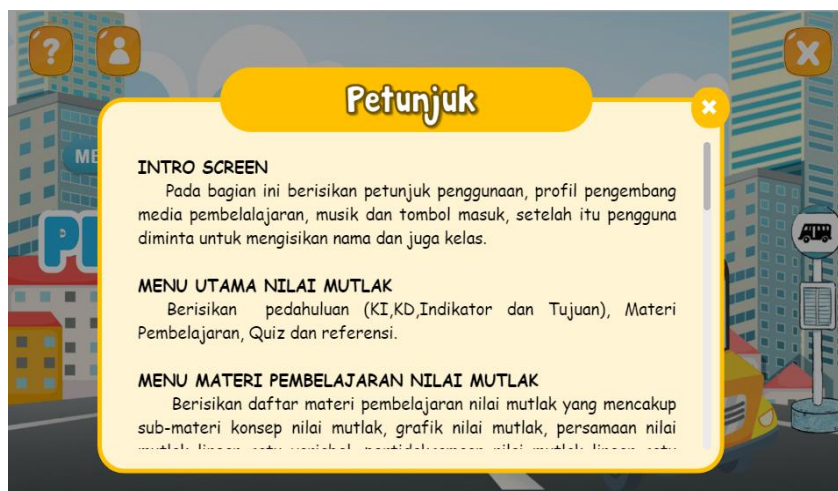 ?
ME
Petunjuk
INTRO SCREEN
Pada bagian ini berisikan petunjuk penggunaan, profil pengembang
media pembelalajaran, musik dan tombol masuk, setelah itu pengguna
diminta untuk mengisikan nama dan juga kelas.
MENU UTAMA NILAI MUTLAK
Berisikan pedahuluan (KI,KD,Indikator dan Tujuan), Materi
Pembelajaran, Quiz dan referensi.
MENU MATERI PEMBELAJARAN NILAI MUTLAK
Berisikan daftar materi pembelajaran nilai mutlak yang mencakup
sub-materi konsep nilai mutlak, grafik nilai mutlak, persamaan nilai